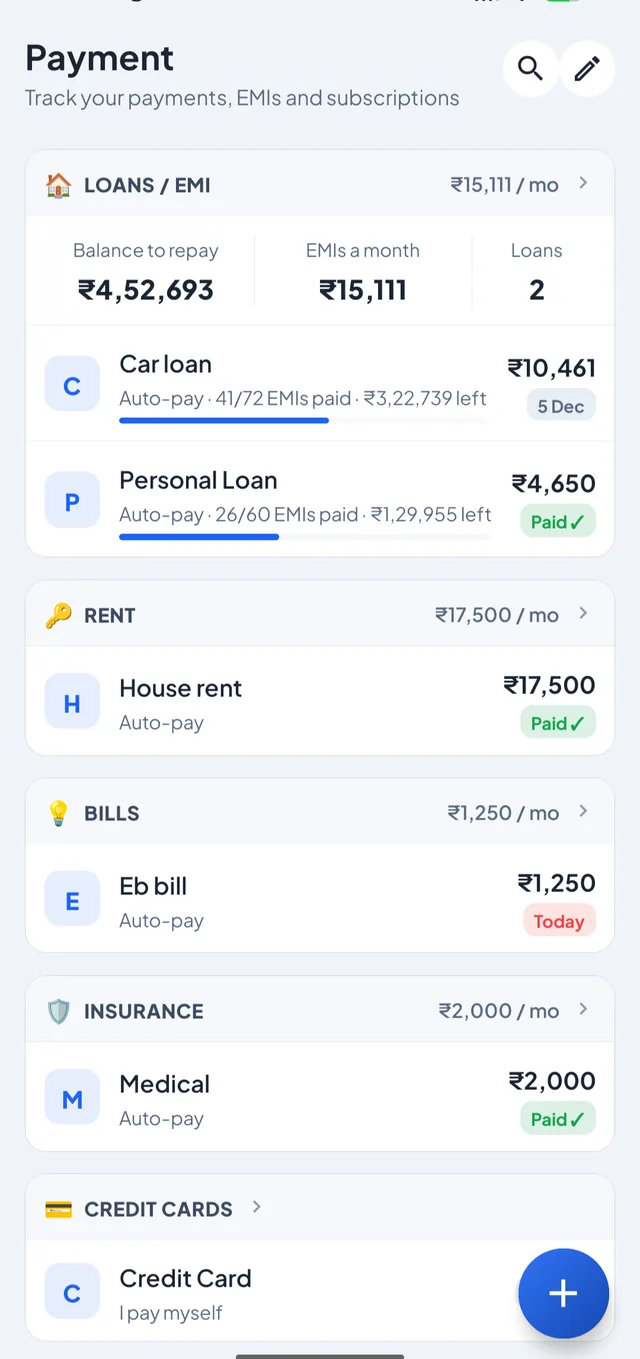 Payment
Track your payments, EMIs and subscriptions
LOANS / EMI ₹15,111 / mo
Balance to repay EMIs a month Loans
₹4,52,693 ₹15,111 2
C Car loan ₹10,461
Auto-pay · 41/72 EMIs paid · ₹3,22,739 left 5 Dec
P Personal Loan ₹4,650
Auto-pay · 26/60 EMIs paid · ₹1,29,955 left Paid ✓
RENT ₹17,500 / mo
H House rent ₹17,500
Auto-pay Paid ✓
BILLS ₹1,250 / mo
E Eb bill ₹1,250
Auto-pay Today
INSURANCE ₹2,000 / mo
M Medical ₹2,000
Auto-pay Paid ✓
CREDIT CARDS
C Credit Card
I pay myself